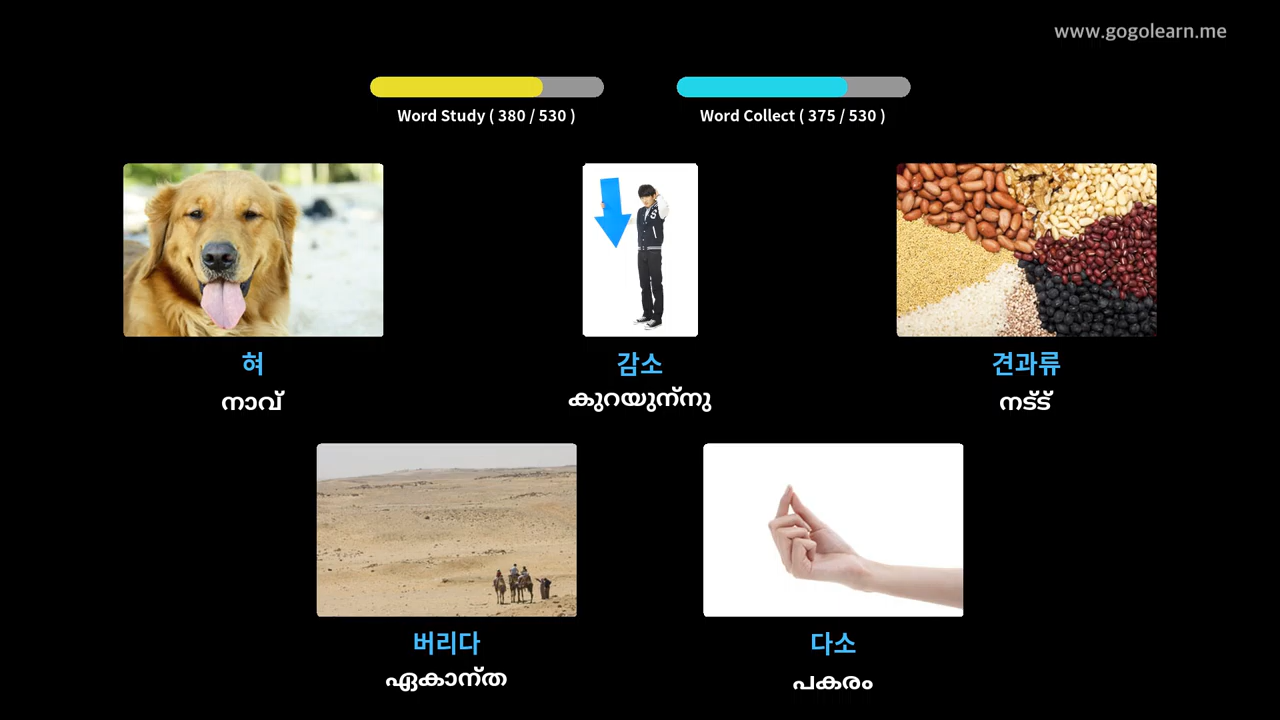 www.gogolearn.me
Word Study ( 380 / 530 )
Word Collect ( 375 / 530 )
혀
감소
견과류
നാവ്
കുറയുന്നു
നട്ട്
버리다
다소
ഏകാന്ത
പകരം